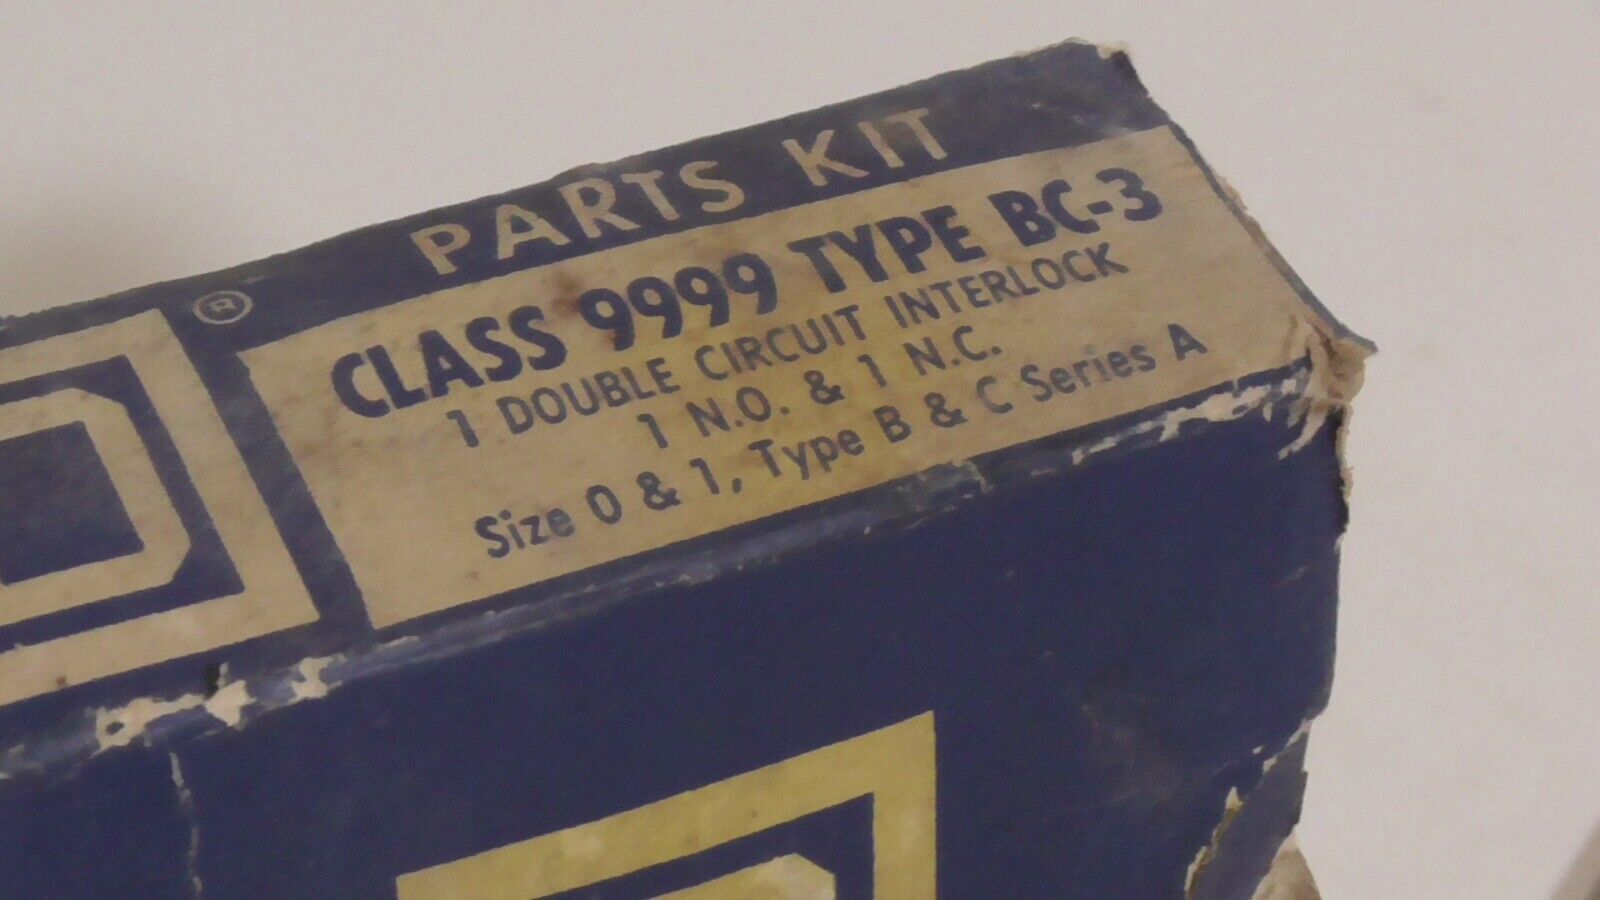 PARTS KIT
®
CLASS 9999 TYPE BC-3
1 DOUBLE CIRCUIT INTERLOCK
1 N.O. & 1 N.C.
Size 0 & 1, Type B & C Series A
D